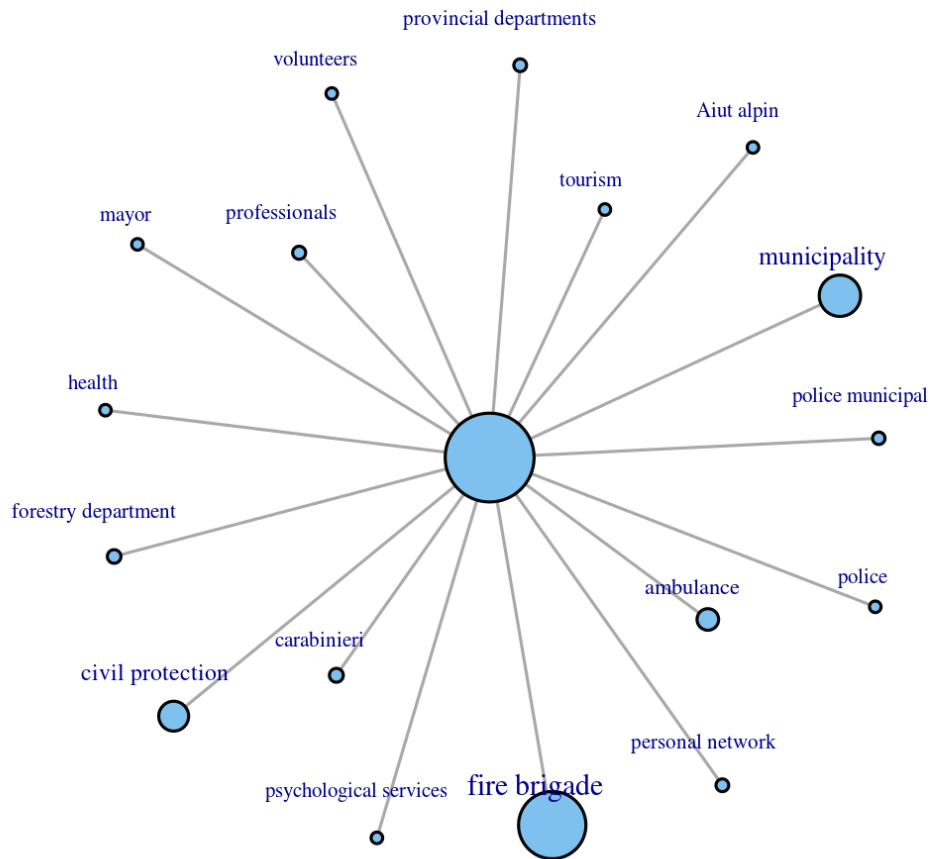 provincial departments
volunteers
Aiut alpin
tourism
mayor
professionals
municipality
health
police municipal
forestry department
police
ambulance
carabinieri
civil protection
personal network
psychological services
fire brigade